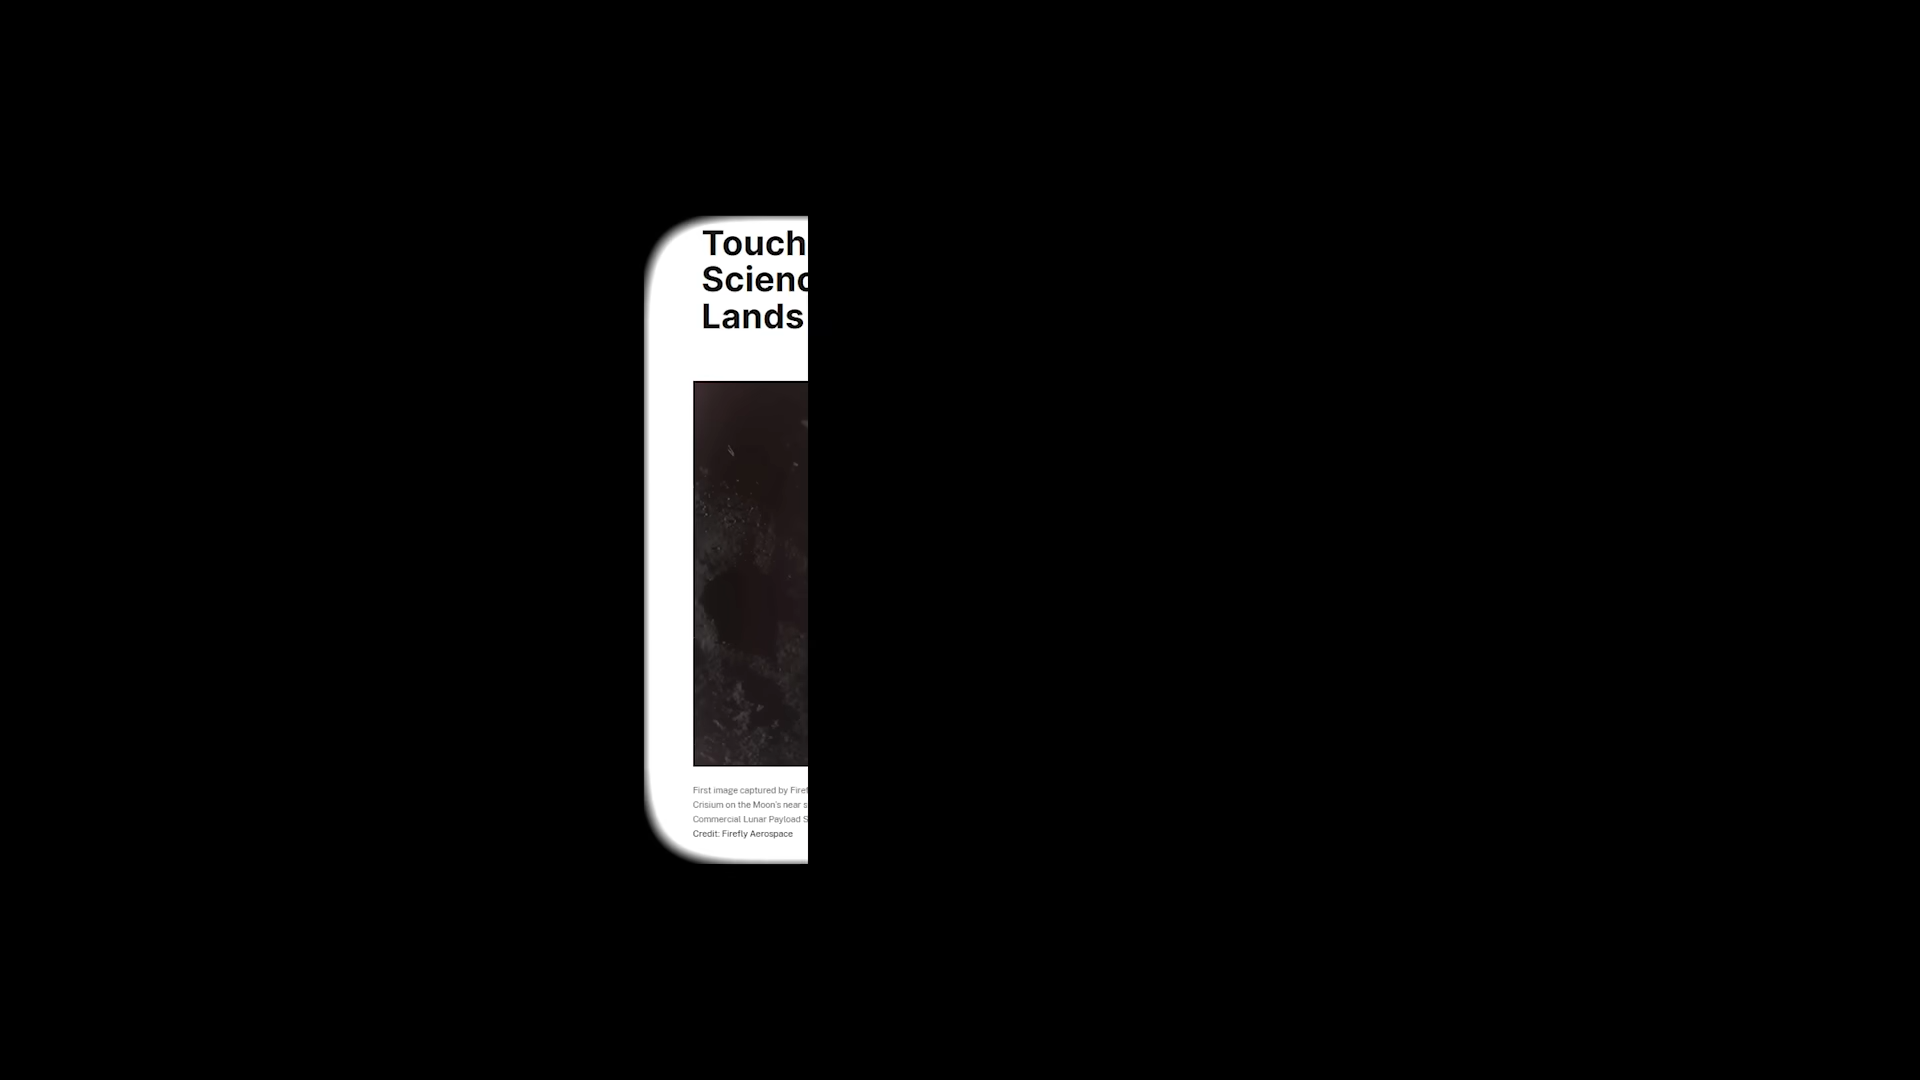 Touch
Scienc
Lands
First image captured by Firef
Crisium on the Moon's near s
Commercial Lunar Payload S
Credit: Firefly Aerospace